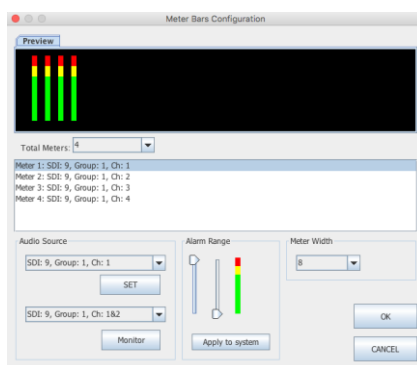 Meter Bars Configuration
Preview
Total Meters: 4
Meter 1: SDI: 9, Group: 1, Ch: 1
Meter 2: SDI: 9, Group: 1, Ch: 2
Meter 3: SDI: 9, Group: 1, Ch: 3
Meter 4: SDI: 9, Group: 1, Ch: 4
Audio Source
SDI: 9, Group: 1, Ch: 1
SET
SDI: 9, Group: 1, Ch: 1&2
Monitor
Alarm Range
Apply to system
Meter Width
8
OK
CANCEL